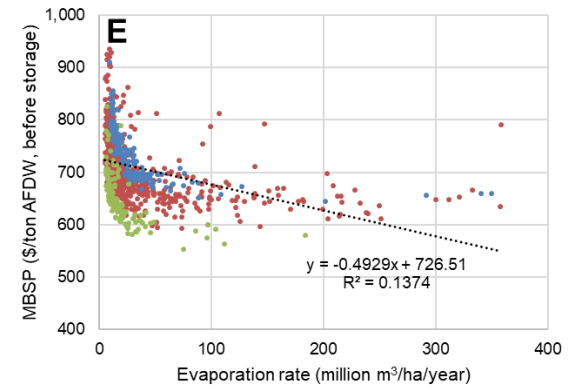 E
1,000
900
800
700
600
500
400
MBSP ($/ton AFDW, before storage)
y = -0.4929x + 726.51
R² = 0.1374
0 100 200 300 400
Evaporation rate (million m³/ha/year)